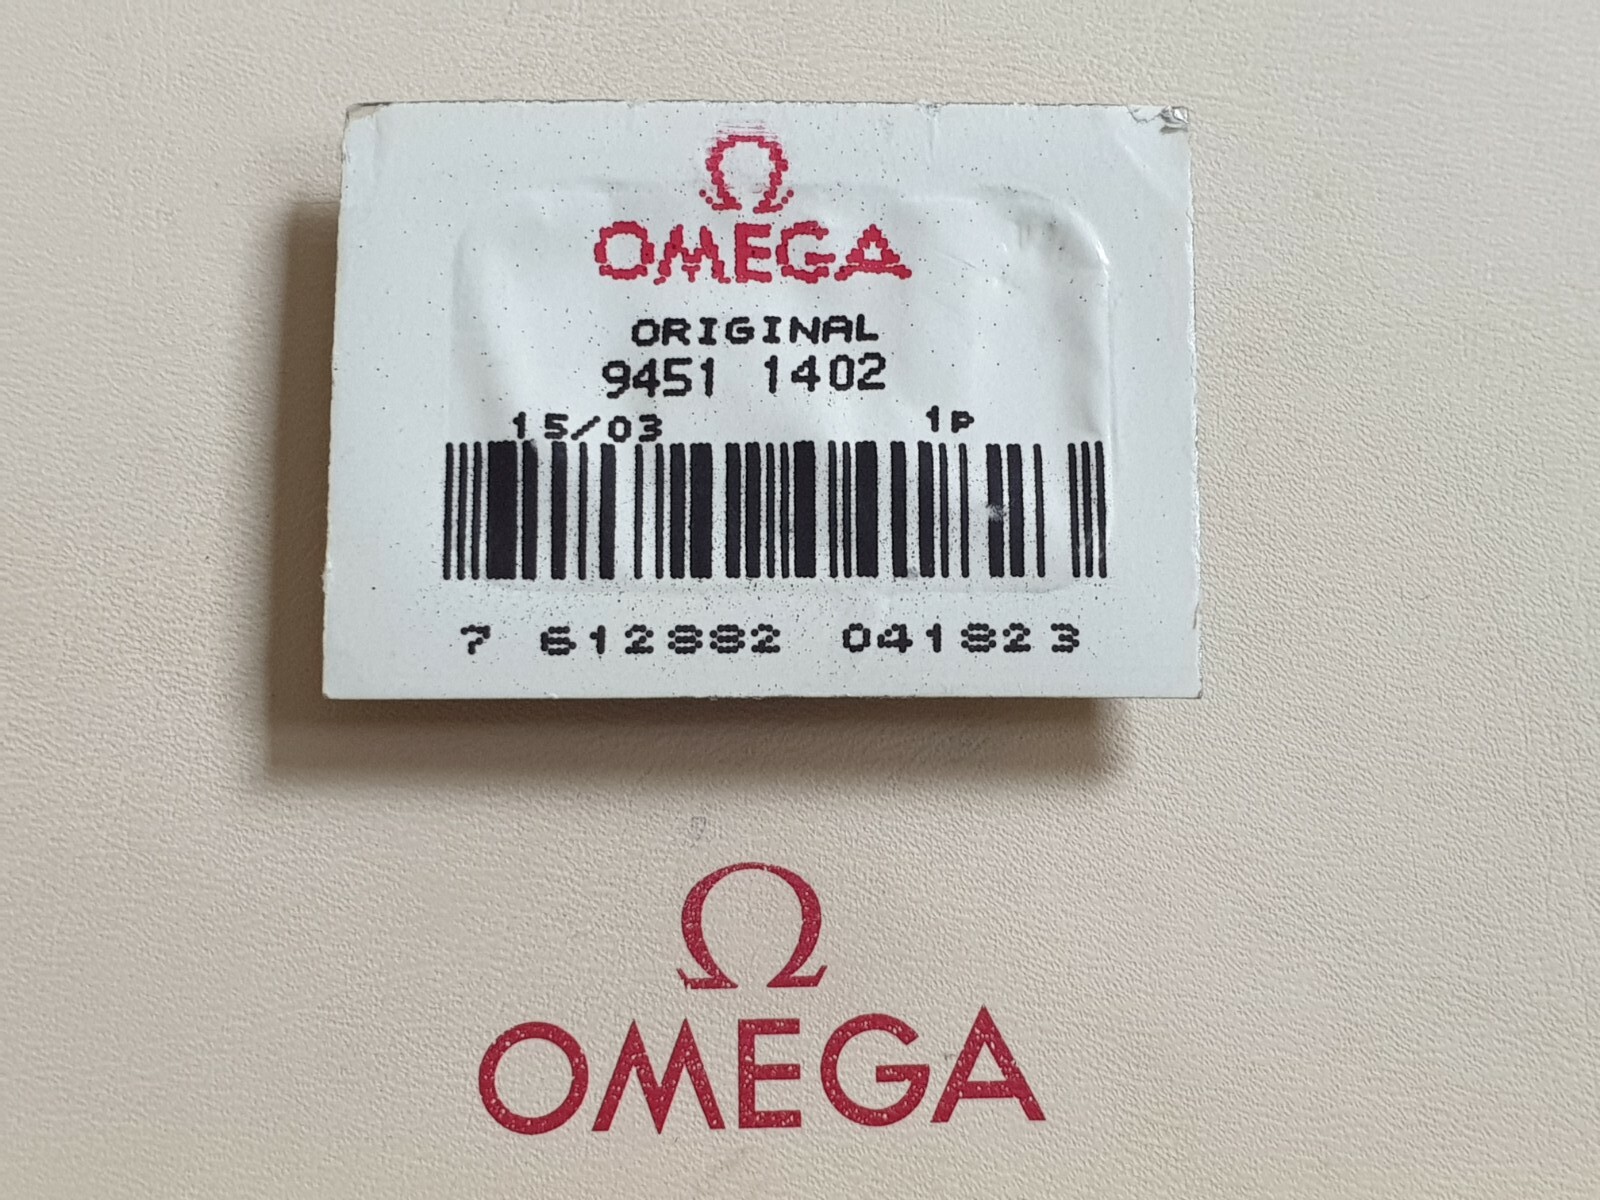 Ω
OMEGA
ORIGINAL
9451 1402
15/03 1P
7 612882 041823
Ω
OMEGA